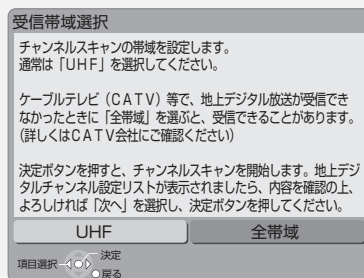 受信帯域選択
チャンネルスキャンの帯域を設定します。
通常は「UHF」を選択してください。
ケーブルテレビ（CATV）等で、地上デジタル放送が受信でき
なかったときに「全帯域」を選ぶと、受信できることがあります。
(詳しくはCATV会社にご確認ください)
決定ボタンを押すと、チャンネルスキャンを開始します。地上デジ
タルチャンネル設定リストが表示されましたら、内容を確認の上、
よろしければ「次へ」を選択し、決定ボタンを押してください。
UHF 全帯域
決定
項目選択
戻る